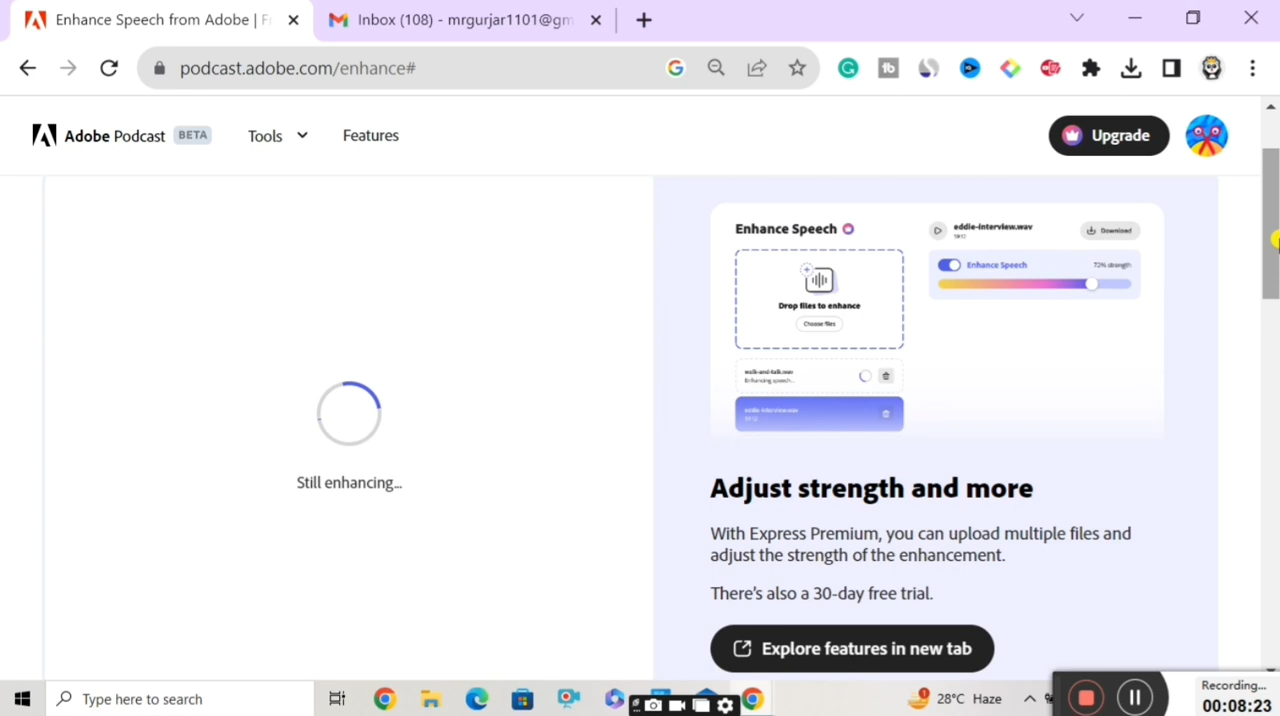 Enhance Speech from Adobe | Fr
Inbox (108) - mrgurjar1101@gm
podcast.adobe.com/enhance#
Adobe Podcast BETA Tools Features
Upgrade
Enhance Speech
Drop files to enhance
Choose files
walk-and-talk.wav
Enhancing speech...
eddie-interview.wav
eddie-interview.wav
Download
Enhance Speech 72% strength
Still enhancing...
Adjust strength and more
With Express Premium, you can upload multiple files and
adjust the strength of the enhancement.
There's also a 30-day free trial.
Explore features in new tab
Type here to search
28°C Haze
Recording...
00:08:23